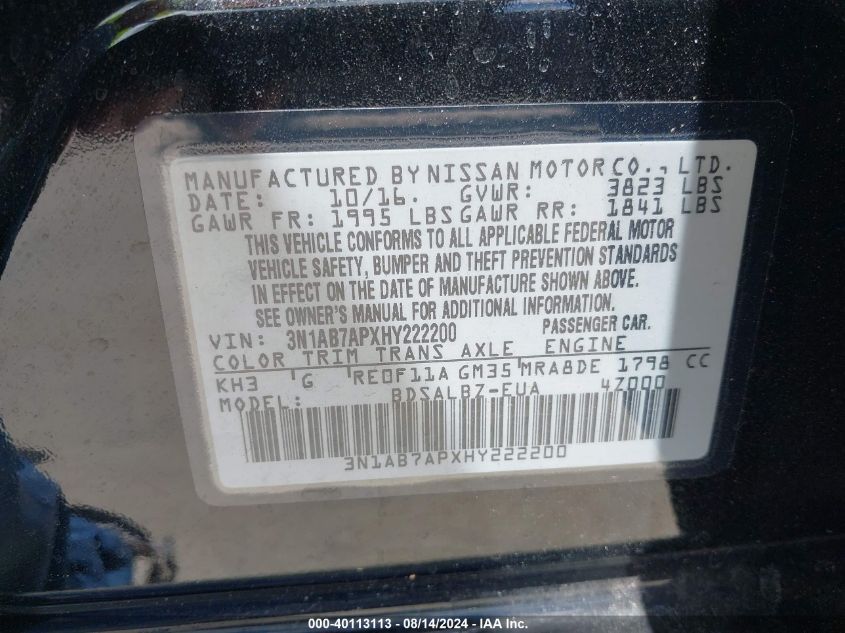 MANUFACTURED BY NISSAN MOTOR CO., LTD.
DATE: 10/16. GVWR: 3823 LBS
GAWR FR: 1995 LBS GAWR RR: 1841 LBS
THIS VEHICLE CONFORMS TO ALL APPLICABLE FEDERAL MOTOR
VEHICLE SAFETY, BUMPER AND THEFT PREVENTION STANDARDS
IN EFFECT ON THE DATE OF MANUFACTURE SHOWN ABOVE.
SEE OWNER'S MANUAL FOR ADDITIONAL INFORMATION.
VIN: 3N1AB7APXHY222200 PASSENGER CAR.
COLOR TRIM TRANS AXLE ENGINE
KH3 G RE0F11A GM35 MRA8DE 1798 CC
MODEL: BDSALBZ-EUA 4Z000
3N1AB7APXHY222200
000-40113113 - 08/14/2024 - IAA Inc.